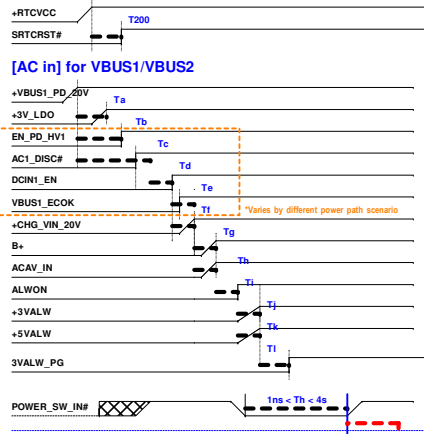 +RTCVCC
T200
SRTCRST#
[AC in] for VBUS1/VBUS2
+VBUS1_PD_20V
Ta
+3V_LDO
Tb
EN_PD_HV1
Tc
AC1_DISC#
Td
DCIN1_EN
Te
VBUS1_ECOK
Tf
*Varies by different power path scenario
+CHG_VIN_20V
Tg
B+
Th
ACAV_IN
Ti
ALWON
Tj
+3VALW
Tk
+5VALW
Tl
3VALW_PG
1ns < Th < 4s
POWER_SW_IN#